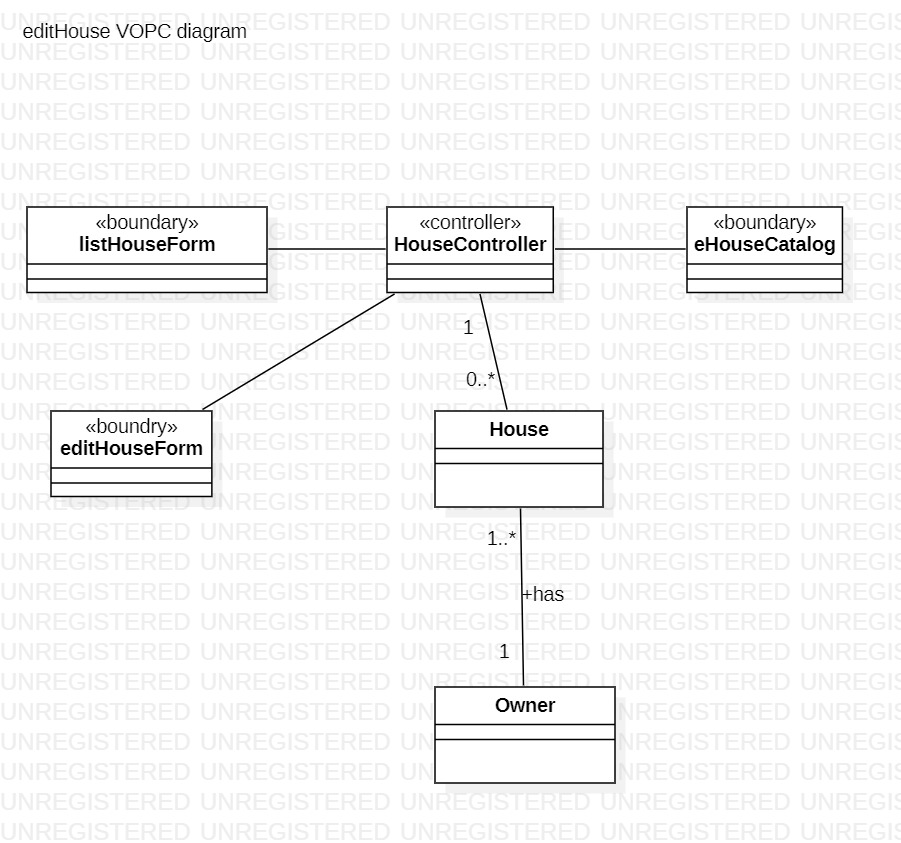 editHouse VOPC diagram
«boundary»
listHouseForm
«controller»
HouseController
«boundary»
eHouseCatalog
1
0..*
«boundry»
editHouseForm
House
1..*
+has
1
Owner
UNREGISTERED